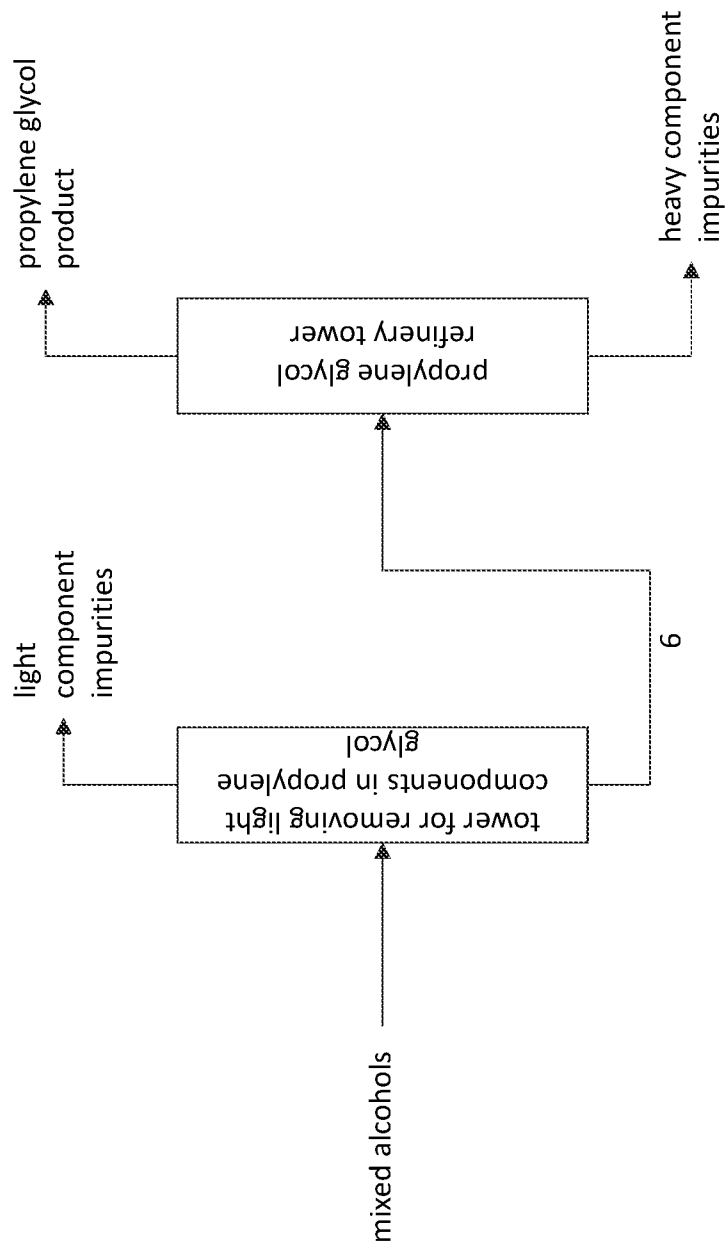 light
component
impurities
propylene glycol
product
mixed alcohols
tower for removing light
components in propylene
glycol
propylene glycol
refinery tower
6
heavy component
impurities